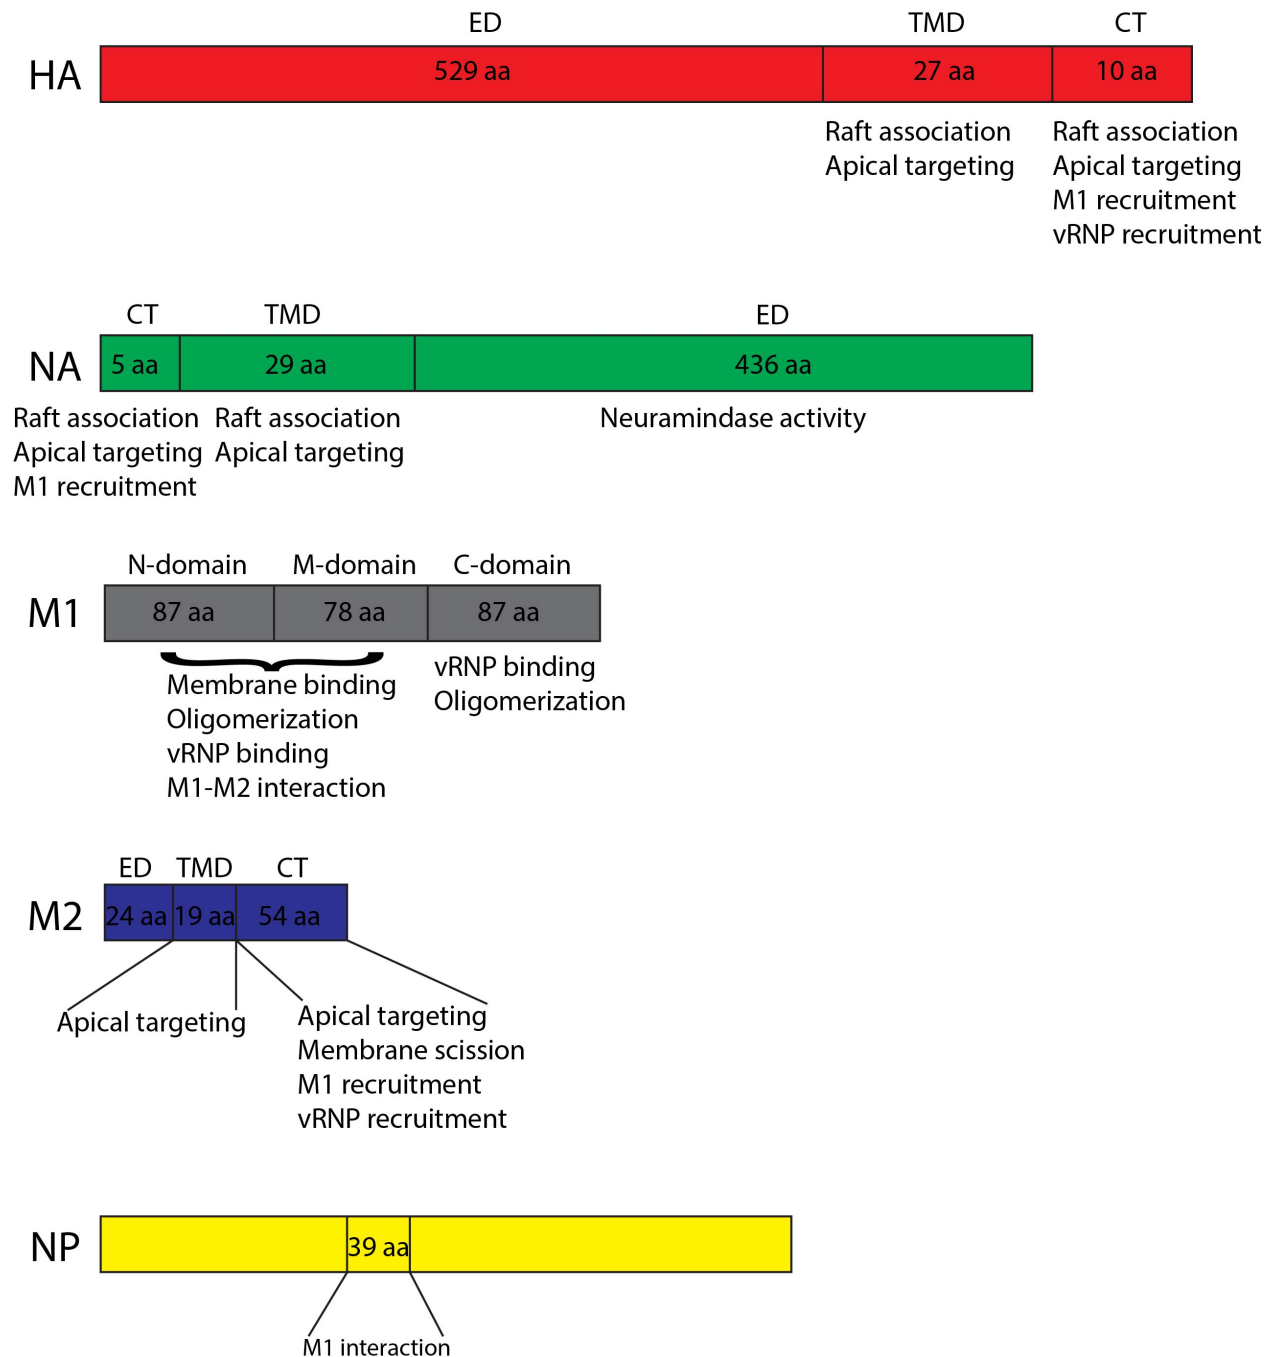 ED TMD CT
HA 529 aa 27 aa 10 aa
Raft association Raft association
Apical targeting Apical targeting
M1 recruitment
vRNP recruitment
CT TMD ED
NA 5 aa 29 aa 436 aa
Raft association Raft association Neuramindase activity
Apical targeting Apical targeting
M1 recruitment
N-domain M-domain C-domain
M1 87 aa 78 aa 87 aa
Membrane binding
Oligomerization
vRNP binding
M1-M2 interaction
vRNP binding
Oligomerization
ED TMD CT
M2 24 aa 19 aa 54 aa
Apical targeting
Apical targeting
Membrane scission
M1 recruitment
vRNP recruitment
NP 39 aa
M1 interaction